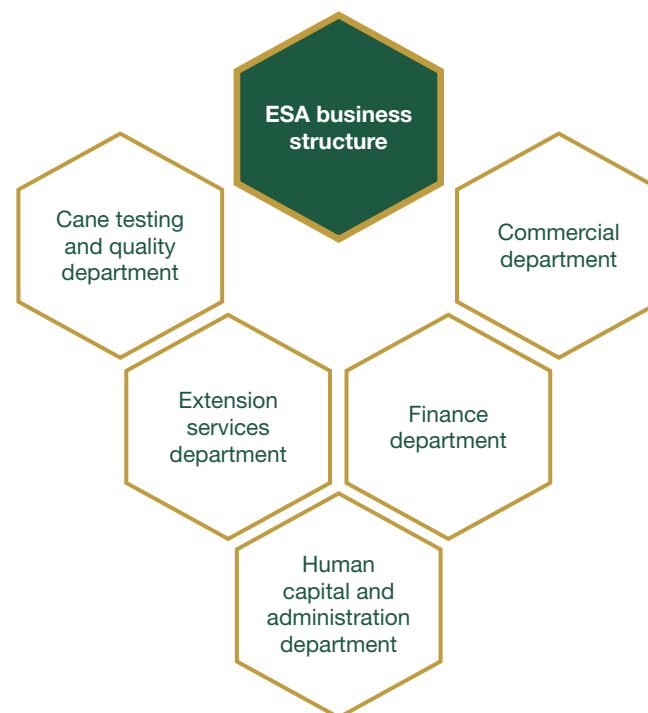 ESA business
structure
Cane testing
and quality
department
Commercial
department
Extension
services
department
Finance
department
Human
capital and
administration
department